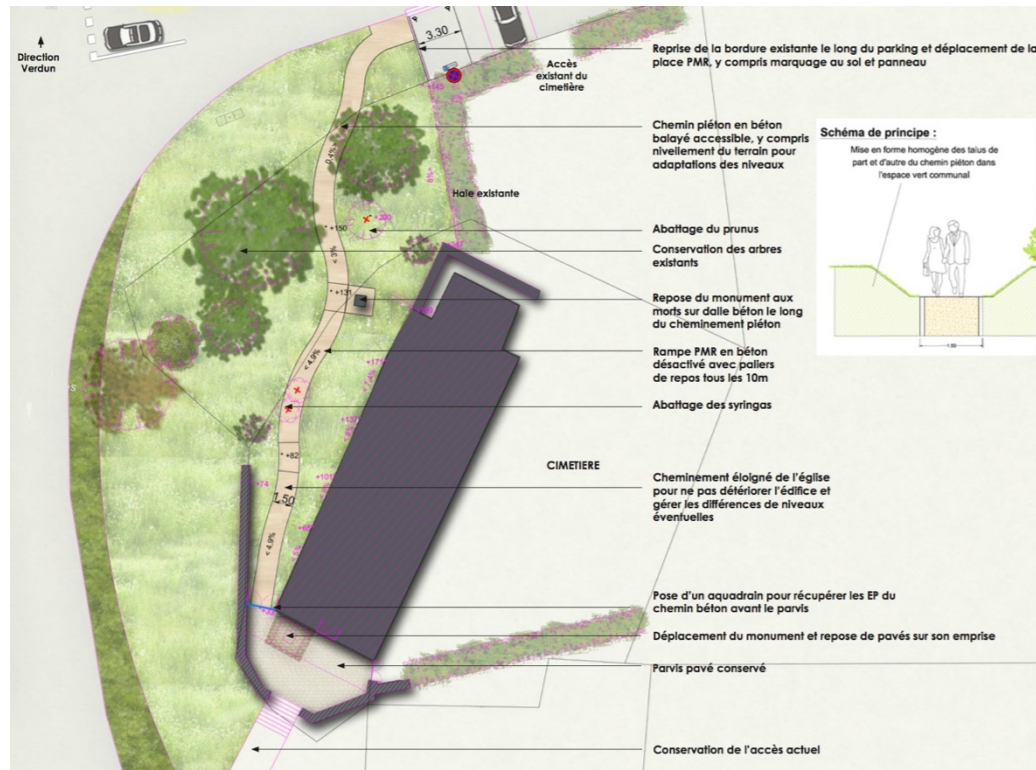 Direction
Verdun
3.30
Accès
existant du
cimetière
Reprise de la bordure existante le long du parking et déplacement de la
place PMR, y compris marquage au sol et panneau
Chemin piéton en béton
balayé accessible, y compris
nivellement du terrain pour
adaptations des niveaux
Schéma de principe :
Mise en forme homogène des talus de
part et d'autre du chemin piéton dans
l'espace vert communal
1.50
Haie existante
Abattage du prunus
Conservation des arbres
existants
+150
< 3%
+131
Repose du monument aux
morts sur dalle béton le long
du cheminement piéton
Rampe PMR en béton
désactivé avec paliers
de repos tous les 10m
< 4,9%
Abattage des syringas
+82
CIMETIERE
+74
1.50
Cheminement éloigné de l'église
pour ne pas détériorer l'édifice et
gérer les différences de niveaux
éventuelles
< 4,9%
Pose d'un aquadrain pour récupérer les EP du
chemin béton avant le parvis
Déplacement du monument et repose de pavés sur son emprise
Parvis pavé conservé
Conservation de l'accès actuel